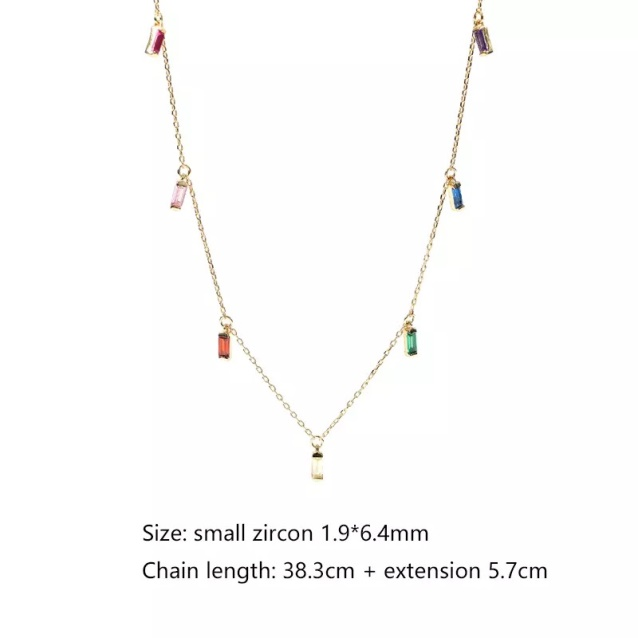 Size: small zircon 1.9*6.4mm
Chain length: 38.3cm + extension 5.7cm